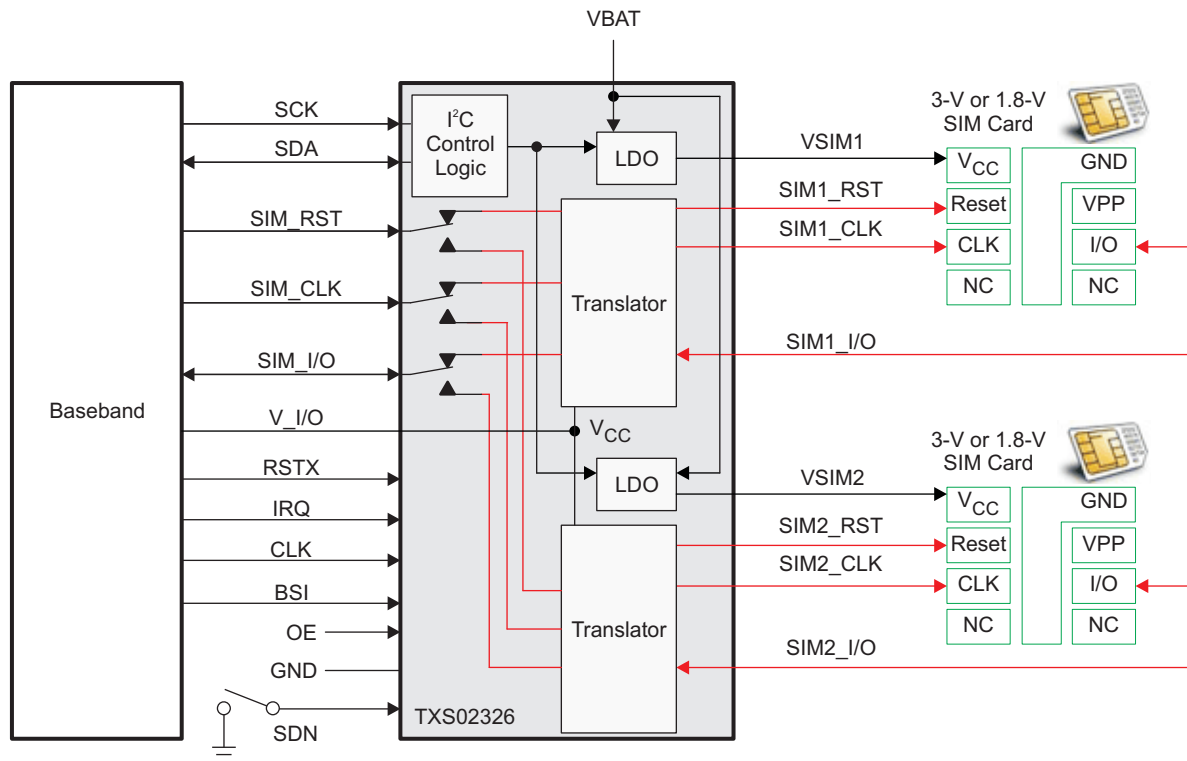 VBAT
SCK
SDA
SIM_RST
SIM_CLK
SIM_I/O
Baseband
V_I/O
RSTX
IRQ
CLK
BSI
OE
GND
SDN
I²C
Control
Logic
LDO
Translator
VCC
LDO
Translator
TXS02326
VSIM1
SIM1_RST
SIM1_CLK
SIM1_I/O
3-V or 1.8-V
SIM Card
VCC
GND
Reset
VPP
CLK
I/O
NC
NC
VSIM2
SIM2_RST
SIM2_CLK
SIM2_I/O
3-V or 1.8-V
SIM Card
VCC
GND
Reset
VPP
CLK
I/O
NC
NC